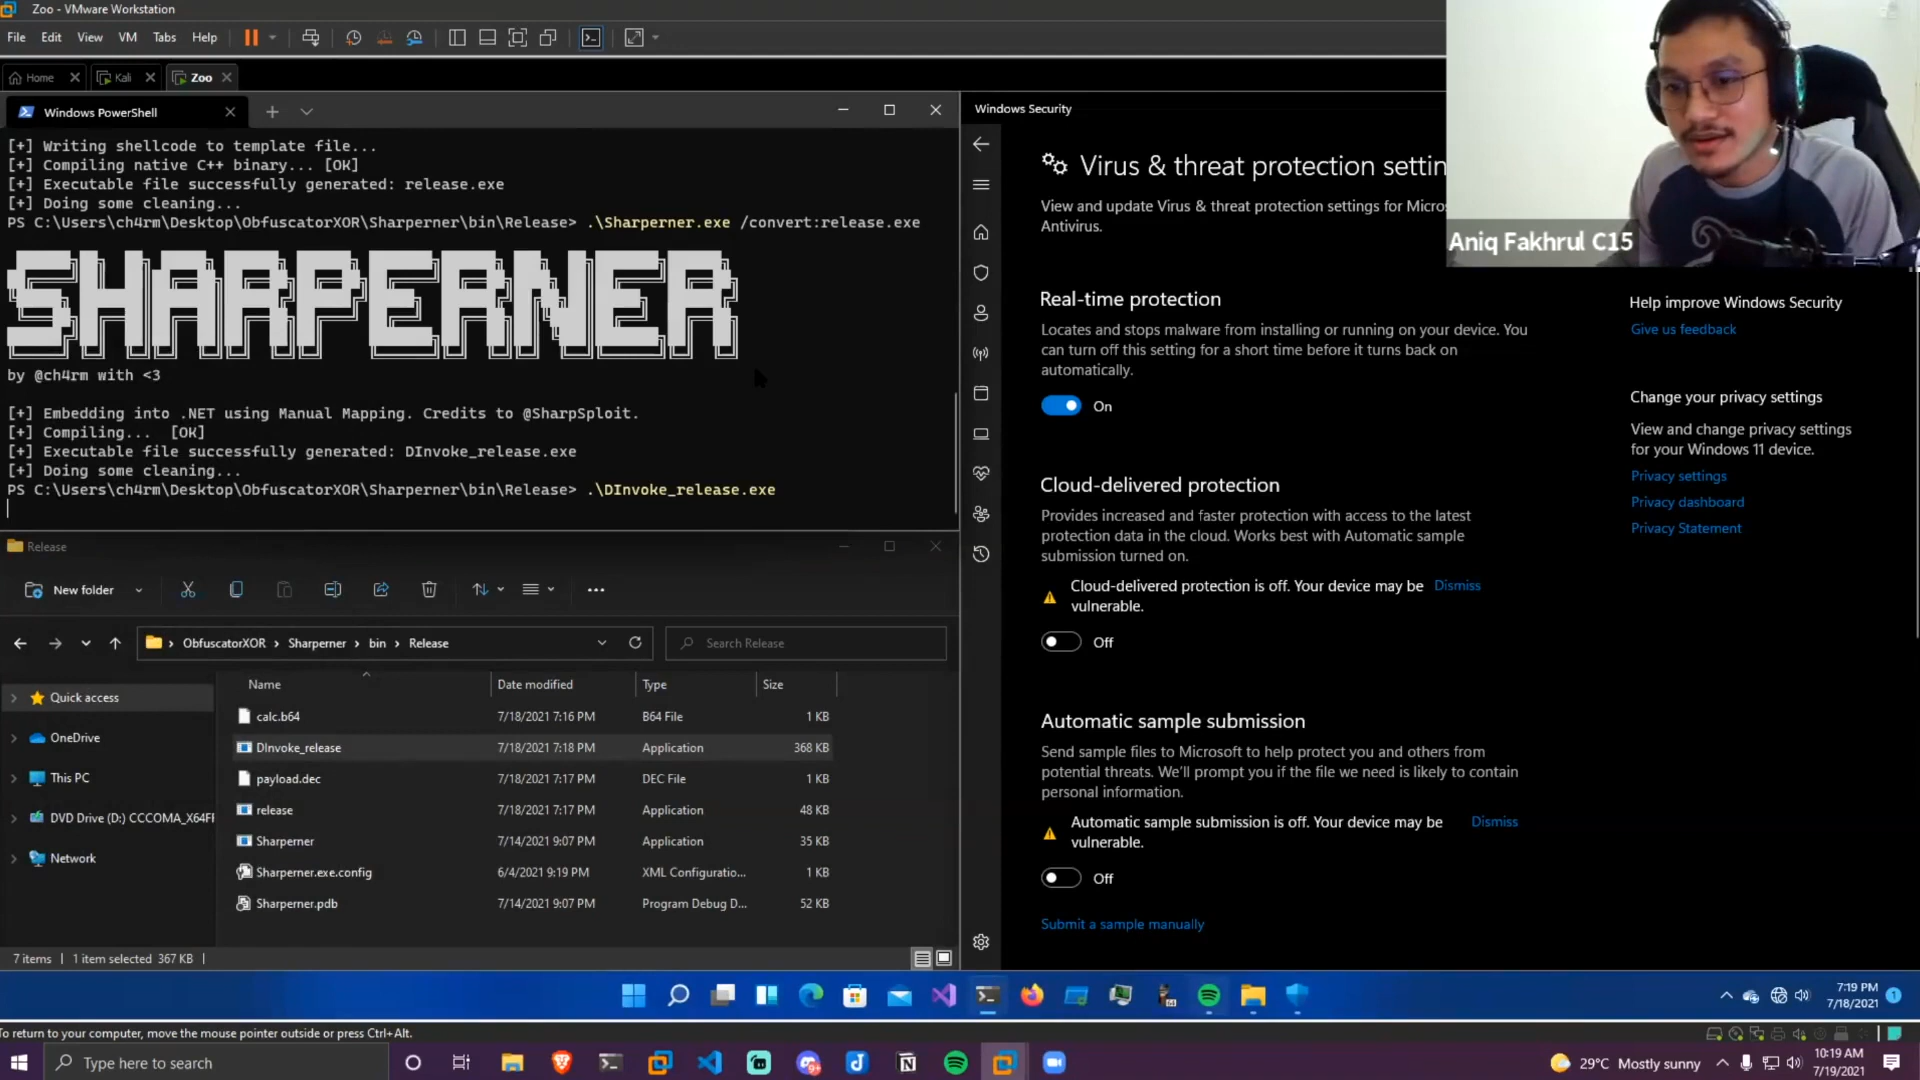 Zoo - VMware Workstation
File Edit View VM Tabs Help
Home Kali Zoo
Windows PowerShell
[+] Writing shellcode to template file...
[+] Compiling native C++ binary... [OK]
[+] Executable file successfully generated: release.exe
[+] Doing some cleaning...
PS C:\Users\ch4rm\Desktop\ObfuscatorXOR\Sharperner\bin\Release> .\Sharperner.exe /convert:release.exe
SHARPERNER
by @ch4rm with <3
[+] Embedding into .NET using Manual Mapping. Credits to @SharpSploit.
[+] Compiling... [OK]
[+] Executable file successfully generated: DInvoke_release.exe
[+] Doing some cleaning...
PS C:\Users\ch4rm\Desktop\ObfuscatorXOR\Sharperner\bin\Release> .\DInvoke_release.exe
Release
New folder
ObfuscatorXOR > Sharperner > bin > Release
Search Release
Quick access
OneDrive
This PC
DVD Drive (D:) CCCOMA_X64FF
Network
Name Date modified Type Size
calc.b64 7/18/2021 7:16 PM B64 File 1 KB
DInvoke_release 7/18/2021 7:18 PM Application 368 KB
payload.dec 7/18/2021 7:17 PM DEC File 1 KB
release 7/18/2021 7:17 PM Application 48 KB
Sharperner 7/14/2021 9:07 PM Application 35 KB
Sharperner.exe.config 6/4/2021 9:19 PM XML Configuratio... 1 KB
Sharperner.pdb 7/14/2021 9:07 PM Program Debug D... 52 KB
7 items 1 item selected 367 KB
Windows Security
Virus & threat protection settin
View and update Virus & threat protection settings for Micros
Antivirus.
Real-time protection
Locates and stops malware from installing or running on your device. You
can turn off this setting for a short time before it turns back on
automatically.
On
Cloud-delivered protection
Provides increased and faster protection with access to the latest
protection data in the cloud. Works best with Automatic sample
submission turned on.
Cloud-delivered protection is off. Your device may be
vulnerable.
Dismiss
Off
Automatic sample submission
Send sample files to Microsoft to help protect you and others from
potential threats. We'll prompt you if the file we need is likely to contain
personal information.
Automatic sample submission is off. Your device may be
vulnerable.
Dismiss
Off
Submit a sample manually
Aniq Fakhrul C15
Help improve Windows Security
Give us feedback
Change your privacy settings
View and change privacy settings
for your Windows 11 device.
Privacy settings
Privacy dashboard
Privacy Statement
7:19 PM
7/18/2021
1
To return to your computer, move the mouse pointer outside or press Ctrl+Alt.
Type here to search
29°C Mostly sunny
10:19 AM
7/19/2021